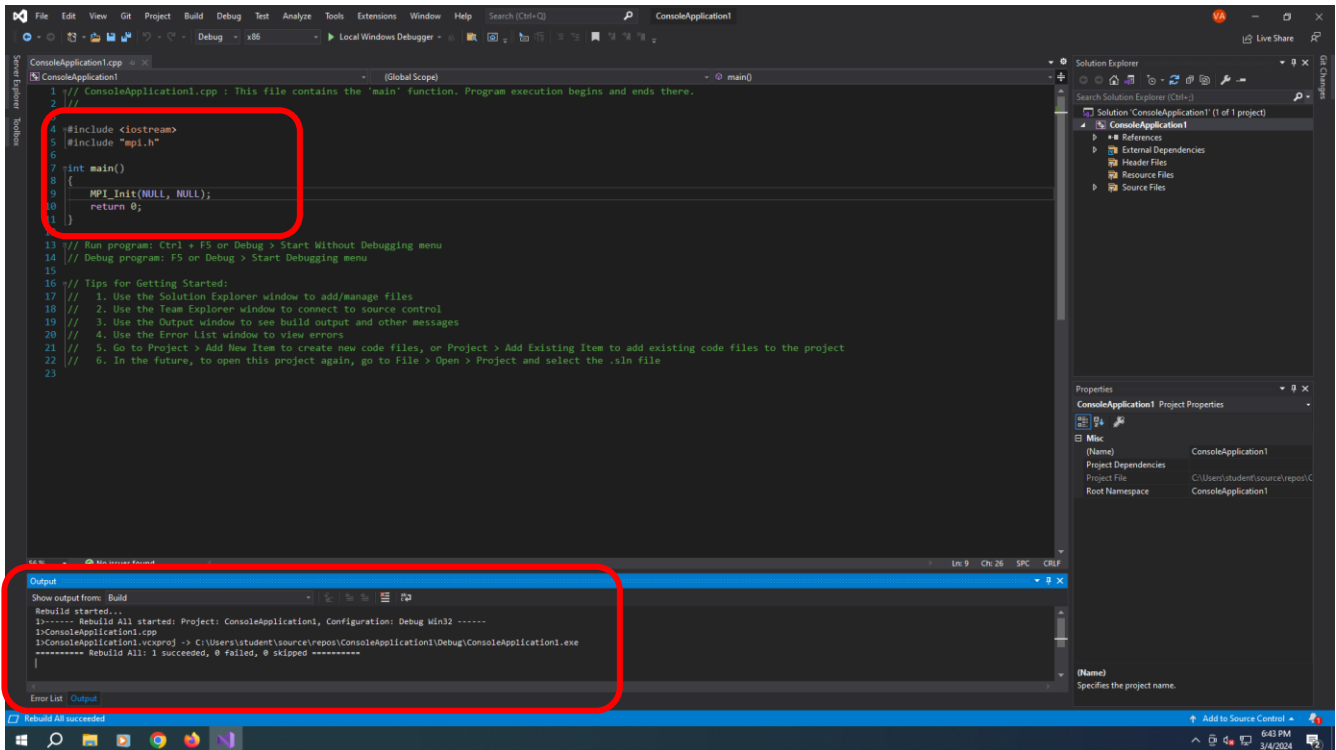 File Edit View Git Project Build Debug Test Analyze Tools Extensions Window Help Search (Ctrl+Q) ConsoleApplication1 VA
Debug x86 Local Windows Debugger Live Share
Server Explorer
Toolbox
ConsoleApplication1.cpp
ConsoleApplication1 (Global Scope) main()
1 // ConsoleApplication1.cpp : This file contains the 'main' function. Program execution begins and ends there.
2 //
4 #include <iostream>
5 #include "mpi.h"
6
7 int main()
8 {
9 MPI_Init(NULL, NULL);
10 return 0;
11 }
13 // Run program: Ctrl + F5 or Debug > Start Without Debugging menu
14 // Debug program: F5 or Debug > Start Debugging menu
15
16 // Tips for Getting Started:
17 // 1. Use the Solution Explorer window to add/manage files
18 // 2. Use the Team Explorer window to connect to source control
19 // 3. Use the Output window to see build output and other messages
20 // 4. Use the Error List window to view errors
21 // 5. Go to Project > Add New Item to create new code files, or Project > Add Existing Item to add existing code files to the project
22 // 6. In the future, to open this project again, go to File > Open > Project and select the .sln file
23
No issues found Ln: 9 Ch: 26 SPC CRLF
Output
Show output from: Build
Rebuild started...
1>------ Rebuild All started: Project: ConsoleApplication1, Configuration: Debug Win32 ------
1>ConsoleApplication1.cpp
1>ConsoleApplication1.vcxproj -> C:\Users\student\source\repos\ConsoleApplication1\Debug\ConsoleApplication1.exe
========== Rebuild All: 1 succeeded, 0 failed, 0 skipped ==========
Error List Output
Solution Explorer
Search Solution Explorer (Ctrl+;)
Solution 'ConsoleApplication1' (1 of 1 project)
ConsoleApplication1
References
External Dependencies
Header Files
Resource Files
Source Files
Git Changes
Properties
ConsoleApplication1 Project Properties
Misc
(Name) ConsoleApplication1
Project Dependencies
Project File C:\Users\student\source\repos\C
Root Namespace ConsoleApplication1
(Name)
Specifies the project name.
Rebuild All succeeded Add to Source Control 1
6:43 PM
3/4/2024 2